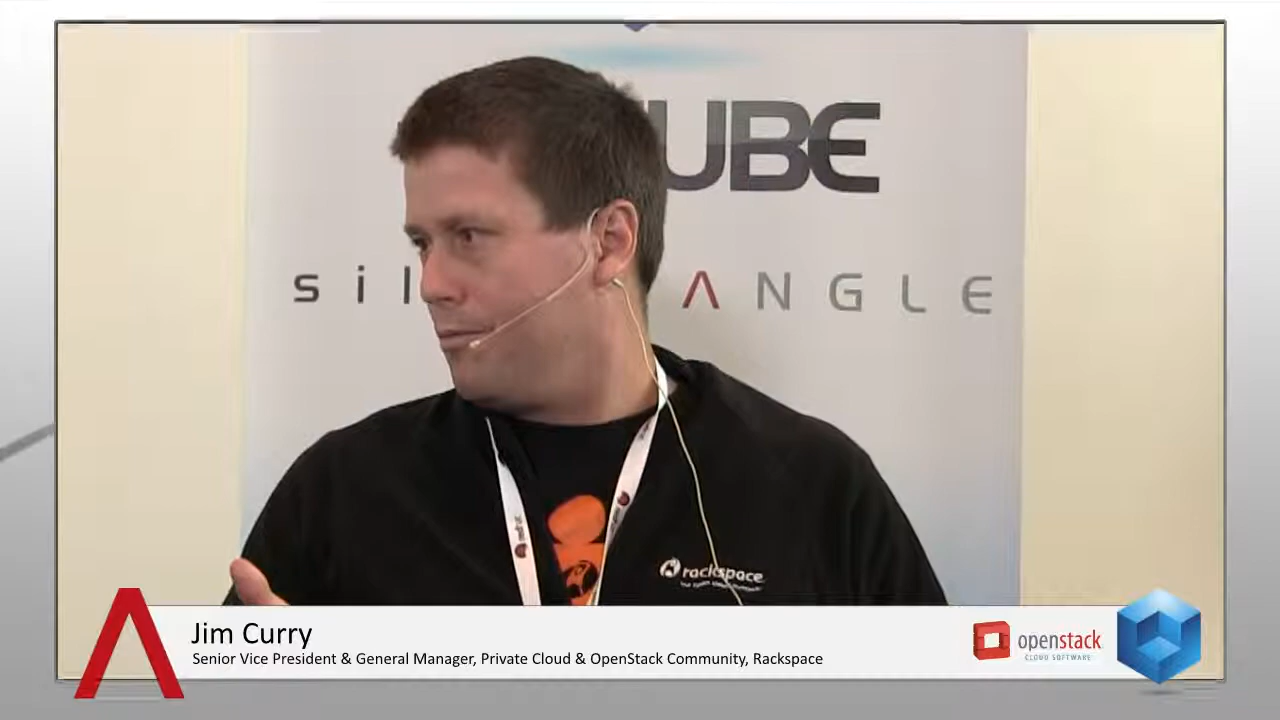 UBE
sil ANGLE
rackspace
Jim Curry
Senior Vice President & General Manager, Private Cloud & OpenStack Community, Rackspace
openstack
CLOUD SOFTWARE